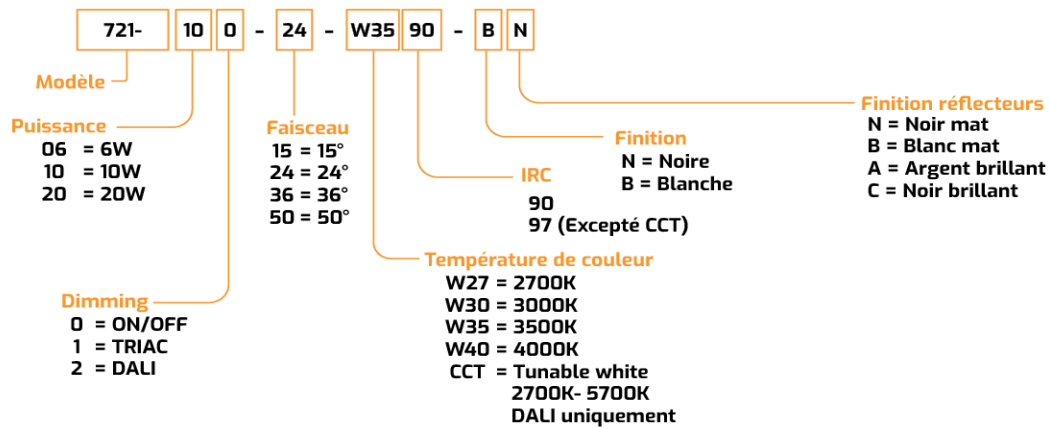 721- 10 0 - 24 - W35 90 - B N
Modèle
Puissance
06 = 6W
10 = 10W
20 = 20W
Dimming
0 = ON/OFF
1 = TRIAC
2 = DALI
Faisceau
15 = 15°
24 = 24°
36 = 36°
50 = 50°
Température de couleur
W27 = 2700K
W30 = 3000K
W35 = 3500K
W40 = 4000K
CCT = Tunable white
2700K- 5700K
DALI uniquement
IRC
90
97 (Excepté CCT)
Finition
N = Noire
B = Blanche
Finition réflecteurs
N = Noir mat
B = Blanc mat
A = Argent brillant
C = Noir brillant